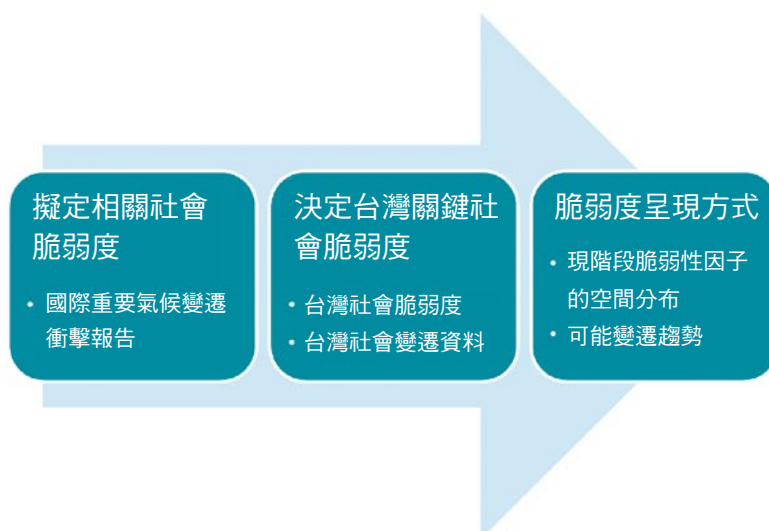 擬定相關社會
脆弱度
• 國際重要氣候變遷
衝擊報告
決定台灣關鍵社
會脆弱度
• 台灣社會脆弱度
• 台灣社會變遷資料
脆弱度呈現方式
• 現階段脆弱性因子
的空間分布
• 可能變遷趨勢